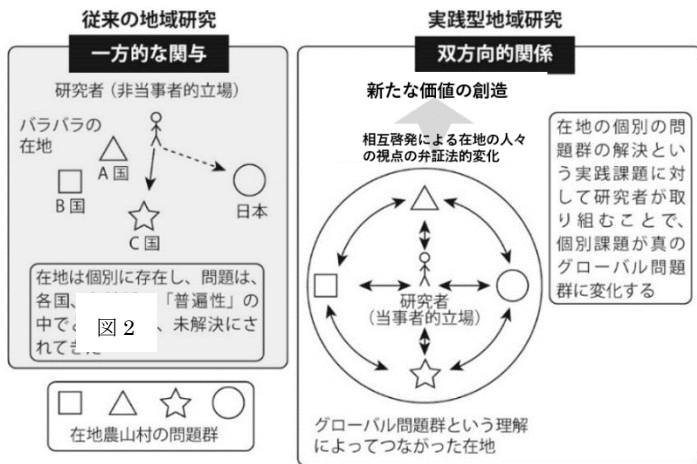 従来の地域研究
一方的な関与
研究者（非当事者的立場）
バラバラの
在地
A国
B国
C国
日本
在地は個別に存在し、問題は、
各国、「普遍性」の
中で
図2
、未解決にさ
れてきた
在地農山村の問題群
実践型地域研究
双方向的関係
新たな価値の創造
相互啓発による在地の人々
の視点の弁証法的変化
研究者
（当事者的立場）
グローバル問題群という理解
によってつながった在地
在地の個別の問
題群の解決とい
う実践課題に対
して研究者が取
り組むことで、
個別課題が真の
グローバル問題
群に変化する